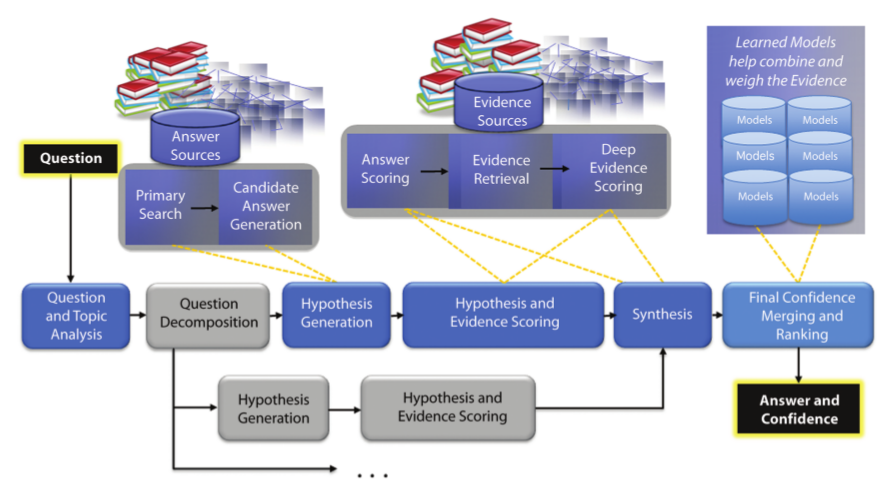 Learned Models
help combine and
weigh the Evidence
Answer
Sources
Evidence
Sources
Models
Models
Models
Models
Models
Models
Question
Primary
Search
Candidate
Answer
Generation
Answer
Scoring
Evidence
Retrieval
Deep
Evidence
Scoring
Question
and Topic
Analysis
Question
Decomposition
Hypothesis
Generation
Hypothesis and
Evidence Scoring
Synthesis
Final Confidence
Merging and
Ranking
Hypothesis
Generation
Hypothesis and
Evidence Scoring
Answer and
Confidence
. . .